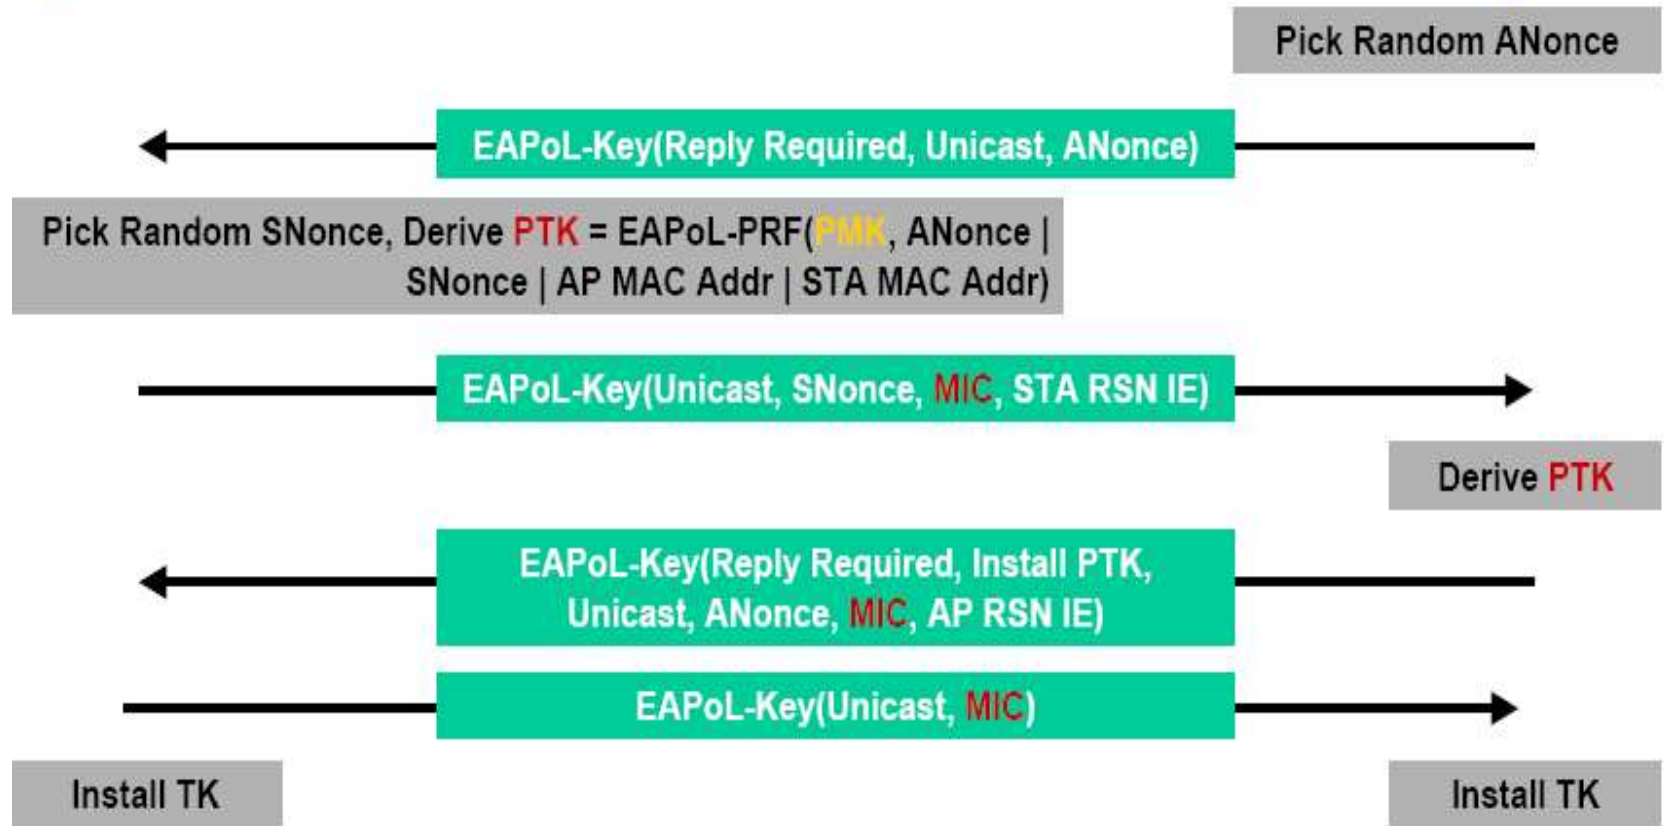 Pick Random ANonce
EAPoL-Key(Reply Required, Unicast, ANonce)
Pick Random SNonce, Derive PTK = EAPoL-PRF(PMK, ANonce |
SNonce | AP MAC Addr | STA MAC Addr)
EAPoL-Key(Unicast, SNonce, MIC, STA RSN IE)
Derive PTK
EAPoL-Key(Reply Required, Install PTK,
Unicast, ANonce, MIC, AP RSN IE)
EAPoL-Key(Unicast, MIC)
Install TK
Install TK